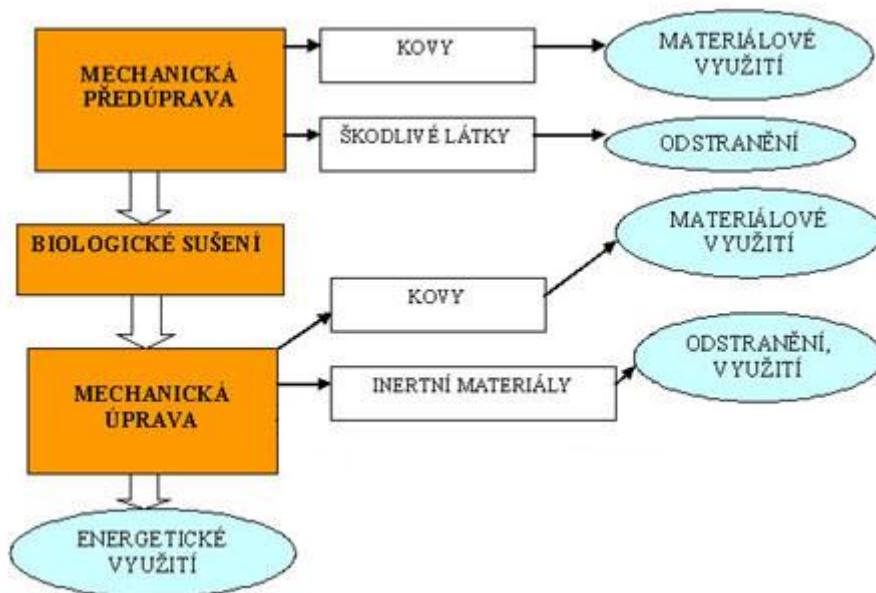 MECHANICKÁ
PŘEDÚPRAVA
KOVY
MATERIÁLOVÉ
VYUŽITÍ
ŠKODLIVÉ LÁTKY
ODSTRANĚNÍ
BIOLOGICKÉ SUŠENÍ
KOVY
MATERIÁLOVÉ
VYUŽITÍ
MECHANICKÁ
ÚPRAVA
INERTNÍ MATERIÁLY
ODSTRANĚNÍ,
VYUŽITÍ
ENERGETICKÉ
VYUŽITÍ